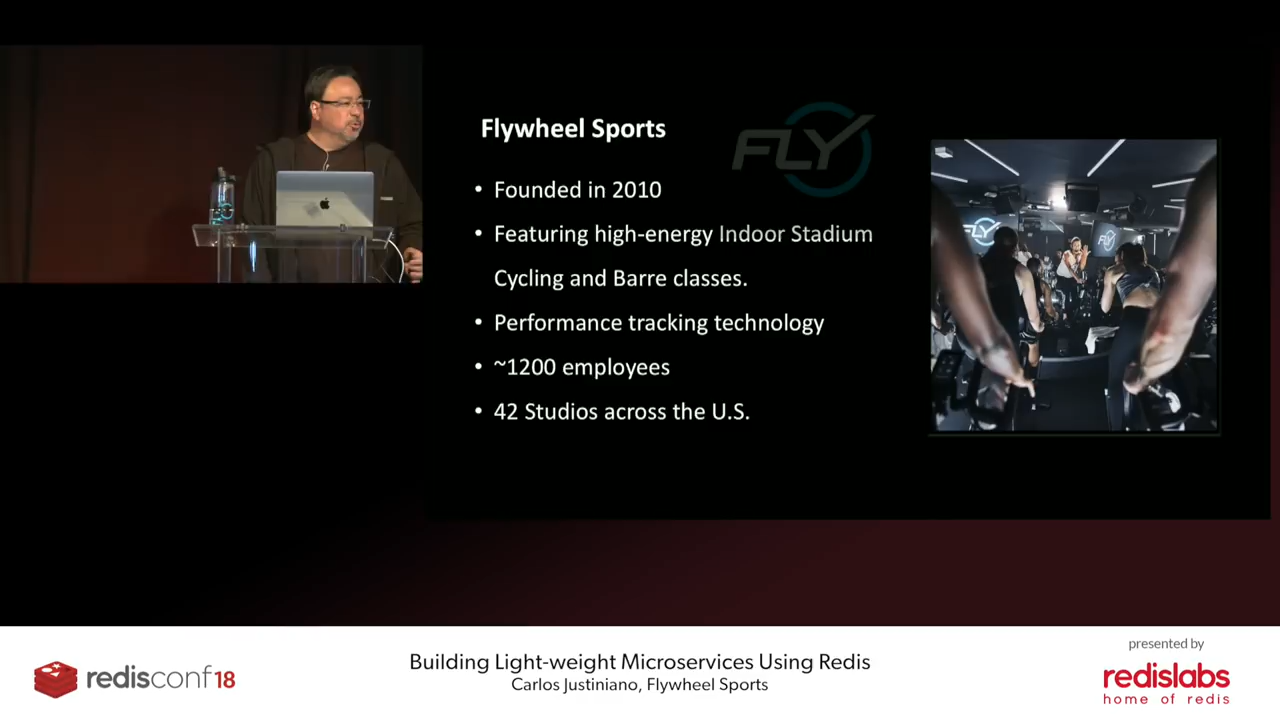 Flywheel Sports
FLY
• Founded in 2010
• Featuring high-energy Indoor Stadium
Cycling and Barre classes.
• Performance tracking technology
• ~1200 employees
• 42 Studios across the U.S.
FLY
FLY
redisconf18
Building Light-weight Microservices Using Redis
Carlos Justiniano, Flywheel Sports
presented by
redislabs
home of redis